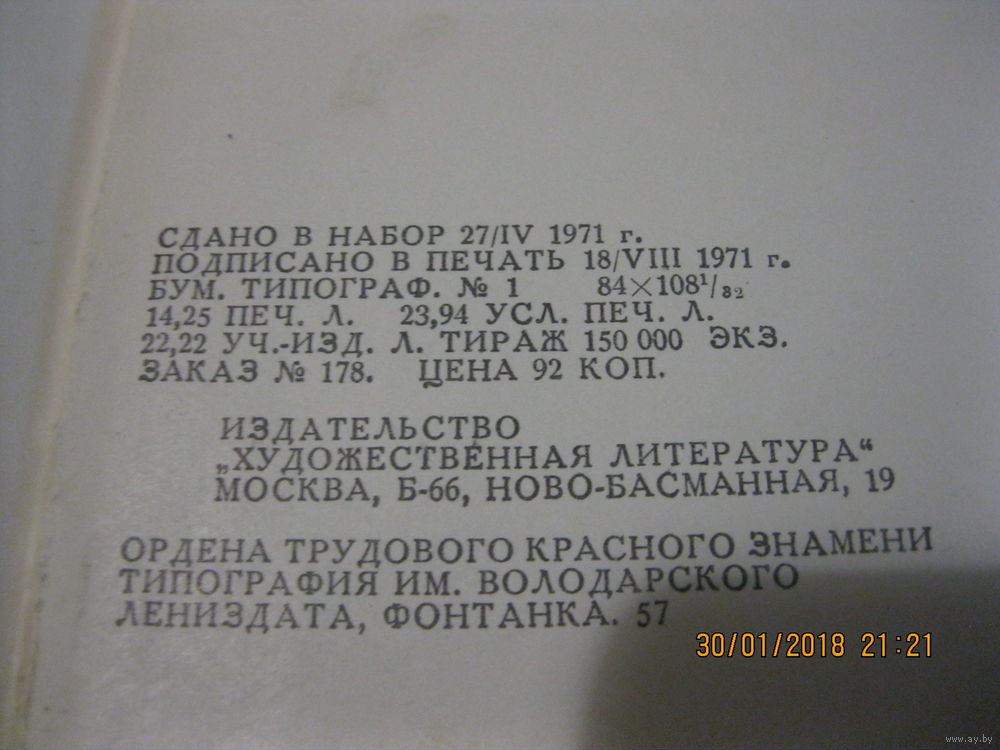 СДАНО В НАБОР 27/IV 1971 г.
ПОДПИСАНО В ПЕЧАТЬ 18/VIII 1971 г.
БУМ. ТИПОГРАФ. № 1 84×108¹/₃₂
14,25 ПЕЧ. Л. 23,94 УСЛ. ПЕЧ. Л.
22,22 УЧ.-ИЗД. Л. ТИРАЖ 150 000 ЭКЗ.
ЗАКАЗ № 178. ЦЕНА 92 КОП.
ИЗДАТЕЛЬСТВО
„ХУДОЖЕСТВЕННАЯ ЛИТЕРАТУРА“
МОСКВА, Б-66, НОВО-БАСМАННАЯ, 19
ОРДЕНА ТРУДОВОГО КРАСНОГО ЗНАМЕНИ
ТИПОГРАФИЯ ИМ. ВОЛОДАРСКОГО
ЛЕНИЗДАТА, ФОНТАНКА. 57
30/01/2018 21:21
www.ay.by